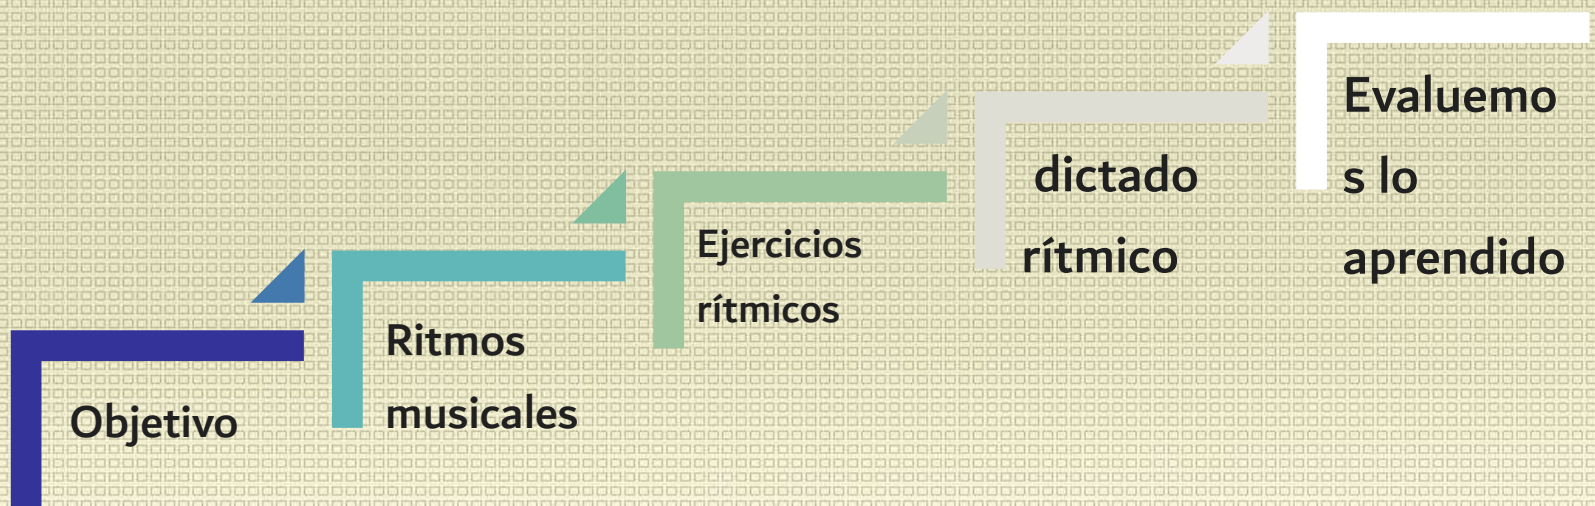 Objetivo
Ritmos
musicales
Ejercicios
rítmicos
dictado
rítmico
Evaluemo
s lo
aprendido